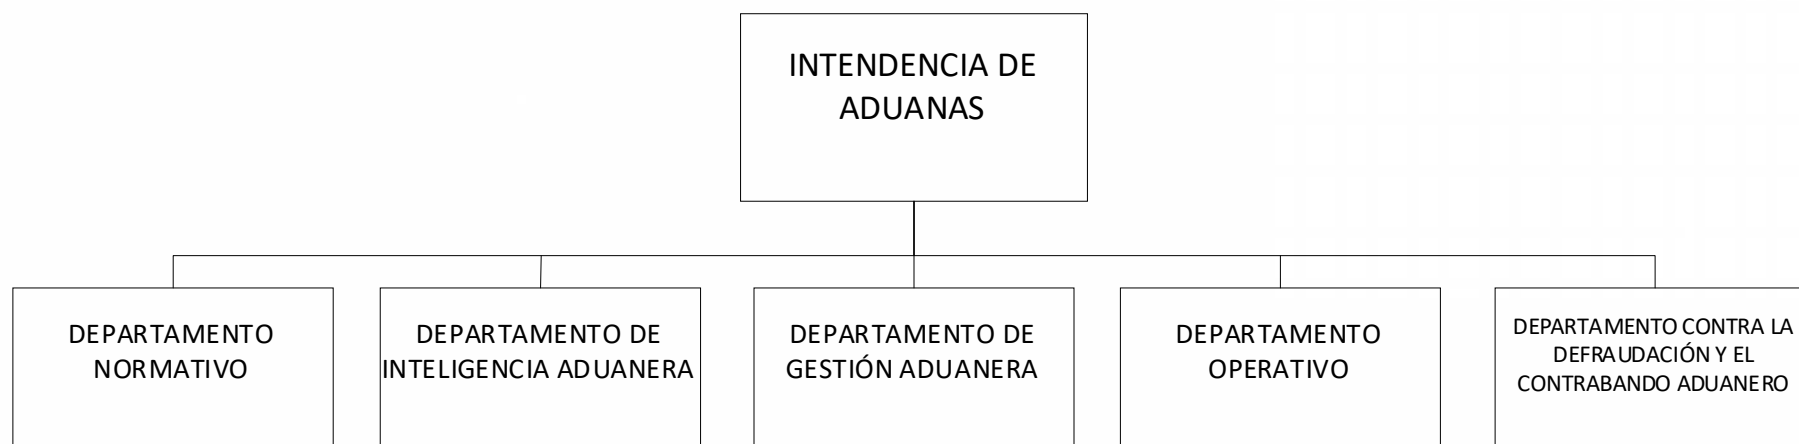 INTENDENCIA DE
ADUANAS
DEPARTAMENTO
NORMATIVO
DEPARTAMENTO DE
INTELIGENCIA ADUANERA
DEPARTAMENTO DE
GESTIÓN ADUANERA
DEPARTAMENTO
OPERATIVO
DEPARTAMENTO CONTRA LA
DEFRAUDACIÓN Y EL
CONTRABANDO ADUANERO